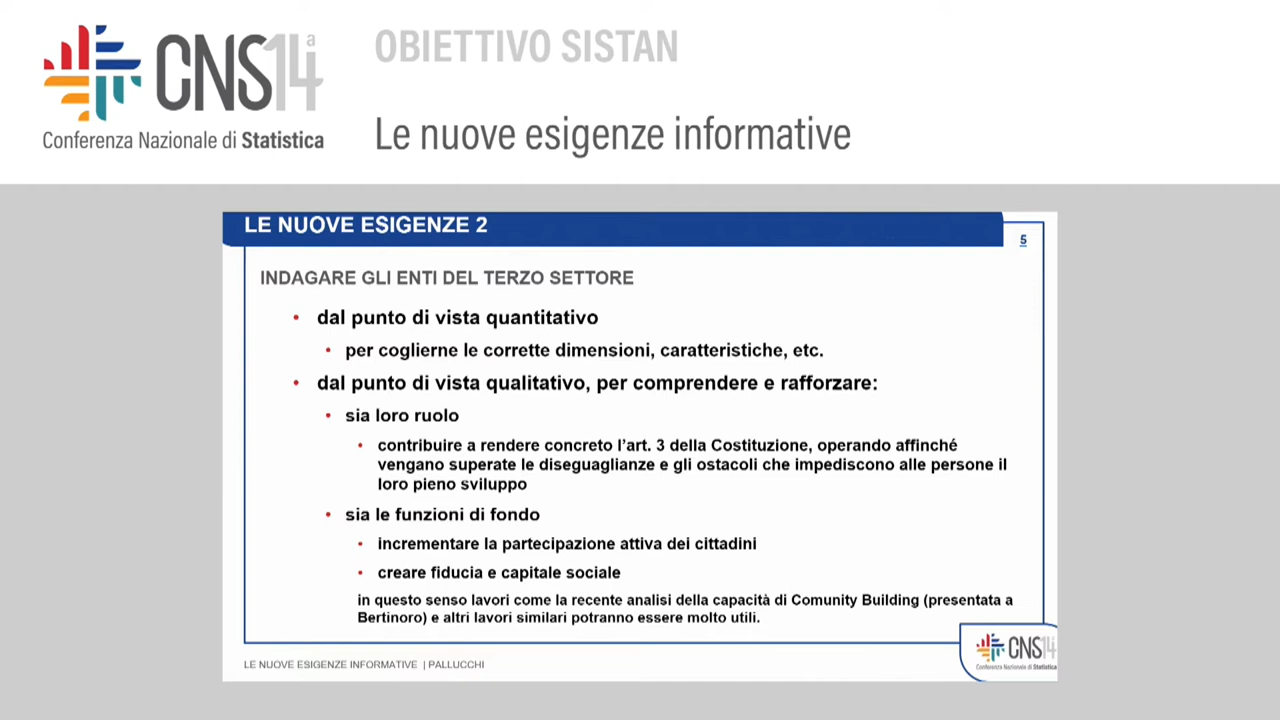 CNS14ª
Conferenza Nazionale di Statistica
OBIETTIVO SISTAN
Le nuove esigenze informative
LE NUOVE ESIGENZE 2
5
INDAGARE GLI ENTI DEL TERZO SETTORE
• dal punto di vista quantitativo
• per coglierne le corrette dimensioni, caratteristiche, etc.
• dal punto di vista qualitativo, per comprendere e rafforzare:
• sia loro ruolo
• contribuire a rendere concreto l'art. 3 della Costituzione, operando affinché
vengano superate le diseguaglianze e gli ostacoli che impediscono alle persone il
loro pieno sviluppo
• sia le funzioni di fondo
• incrementare la partecipazione attiva dei cittadini
• creare fiducia e capitale sociale
in questo senso lavori come la recente analisi della capacità di Comunity Building (presentata a
Bertinoro) e altri lavori similari potranno essere molto utili.
LE NUOVE ESIGENZE INFORMATIVE | PALLUCCHI
CNS14
Conferenza Nazionale di Statistica